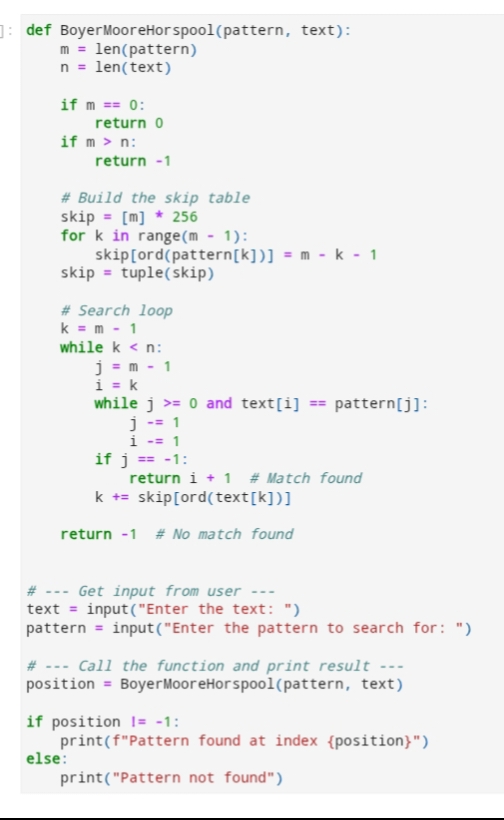 ]: def BoyerMooreHorspool(pattern, text):
    m = len(pattern)
    n = len(text)

    if m == 0:
        return 0
    if m > n:
        return -1

    # Build the skip table
    skip = [m] * 256
    for k in range(m - 1):
        skip[ord(pattern[k])] = m - k - 1
    skip = tuple(skip)

    # Search loop
    k = m - 1
    while k < n:
        j = m - 1
        i = k
        while j >= 0 and text[i] == pattern[j]:
            j -= 1
            i -= 1
        if j == -1:
            return i + 1  # Match found
        k += skip[ord(text[k])]

    return -1  # No match found


# --- Get input from user ---
text = input("Enter the text: ")
pattern = input("Enter the pattern to search for: ")

# --- Call the function and print result ---
position = BoyerMooreHorspool(pattern, text)

if position != -1:
    print(f"Pattern found at index {position}")
else:
    print("Pattern not found")